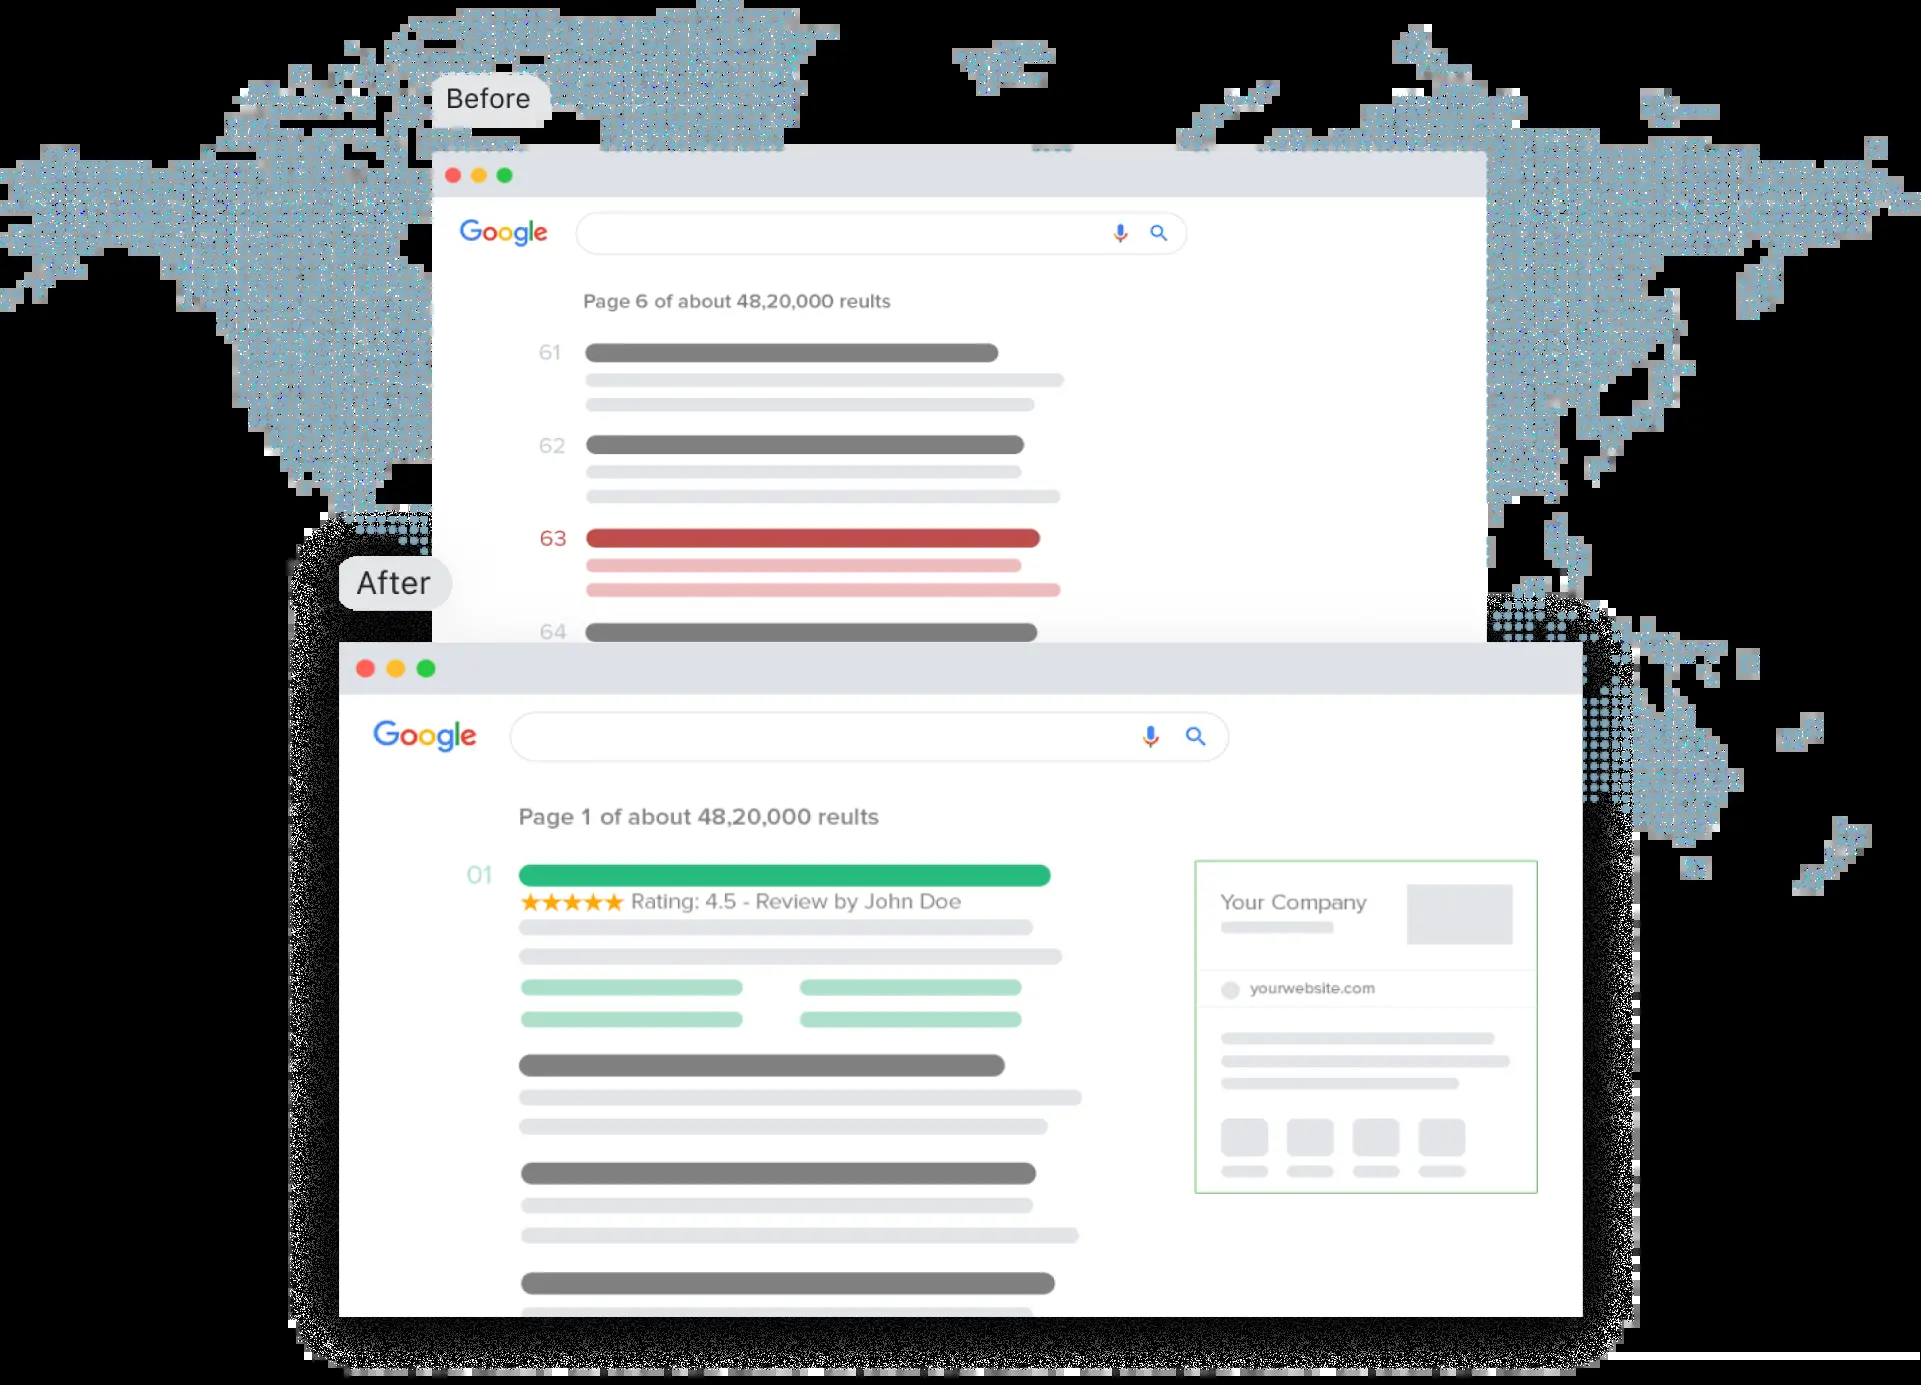 Before
Google
Page 6 of about 48,20,000 reults
61
62
63
64
After
Google
Page 1 of about 48,20,000 reults
01
Rating: 4.5 - Review by John Doe
Your Company
yourwebsite.com